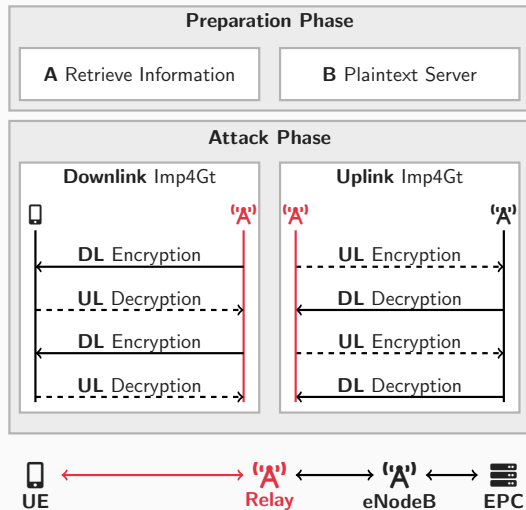 Preparation Phase
A Retrieve Information
B Plaintext Server
Attack Phase
Downlink Imp4Gt
DL Encryption
UL Decryption
DL Encryption
UL Decryption
Uplink Imp4Gt
UL Encryption
DL Decryption
UL Encryption
DL Decryption
UE
Relay
eNodeB
EPC